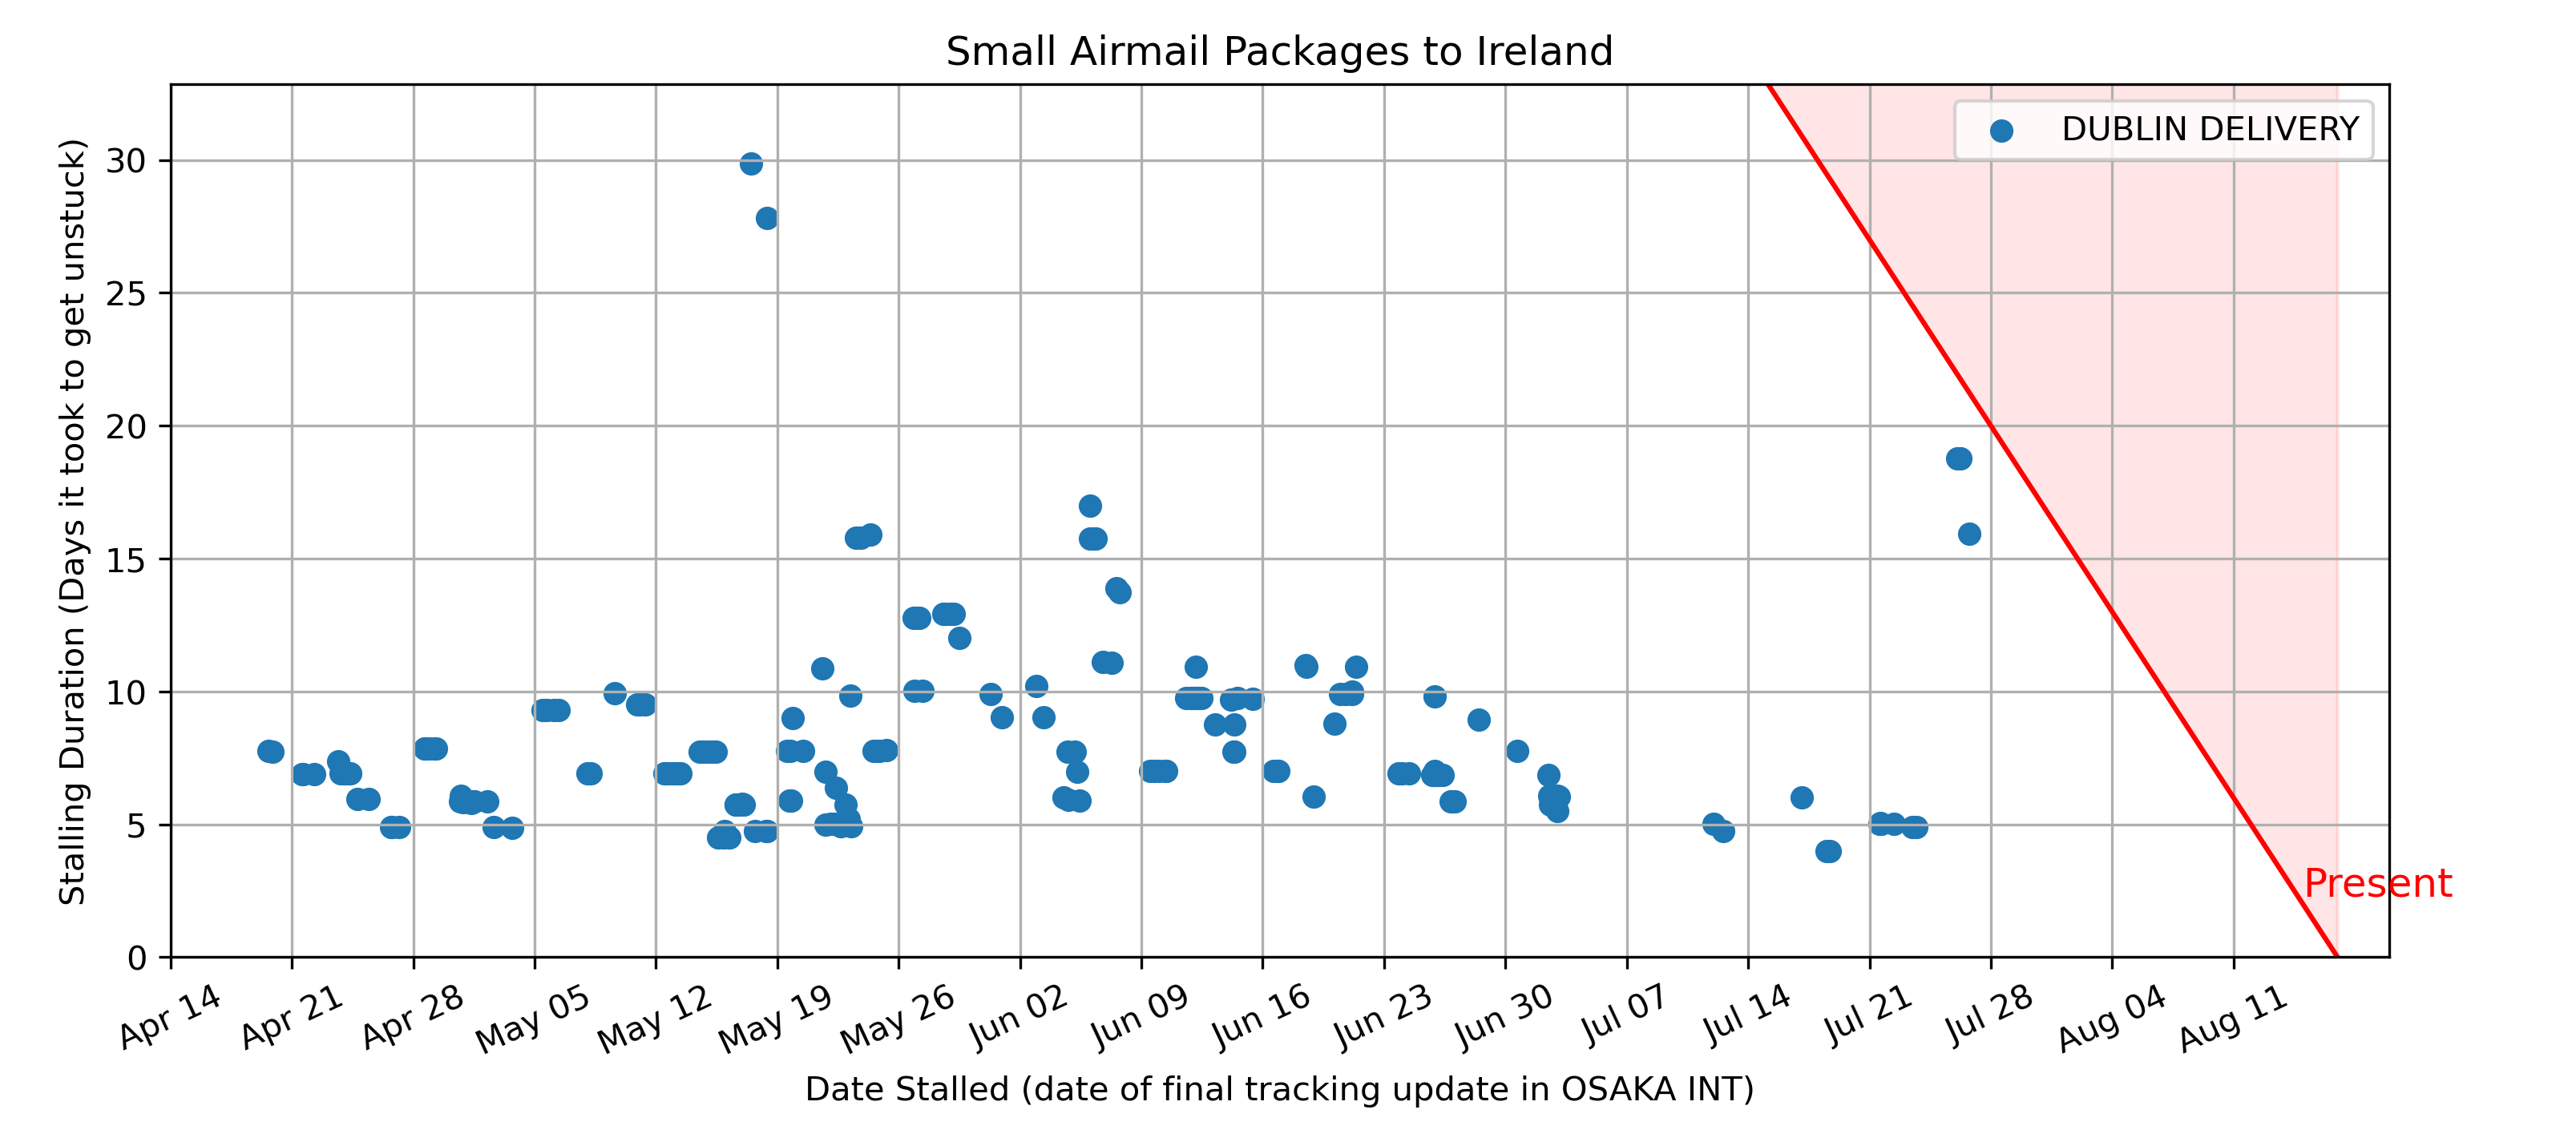 Small Airmail Packages to Ireland
DUBLIN DELIVERY
Stalling Duration (Days it took to get unstuck)
30
25
20
15
10
5
0
Present
Apr 14
Apr 21
Apr 28
May 05
May 12
May 19
May 26
Jun 02
Jun 09
Jun 16
Jun 23
Jun 30
Jul 07
Jul 14
Jul 21
Jul 28
Aug 04
Aug 11
Date Stalled (date of final tracking update in OSAKA INT)